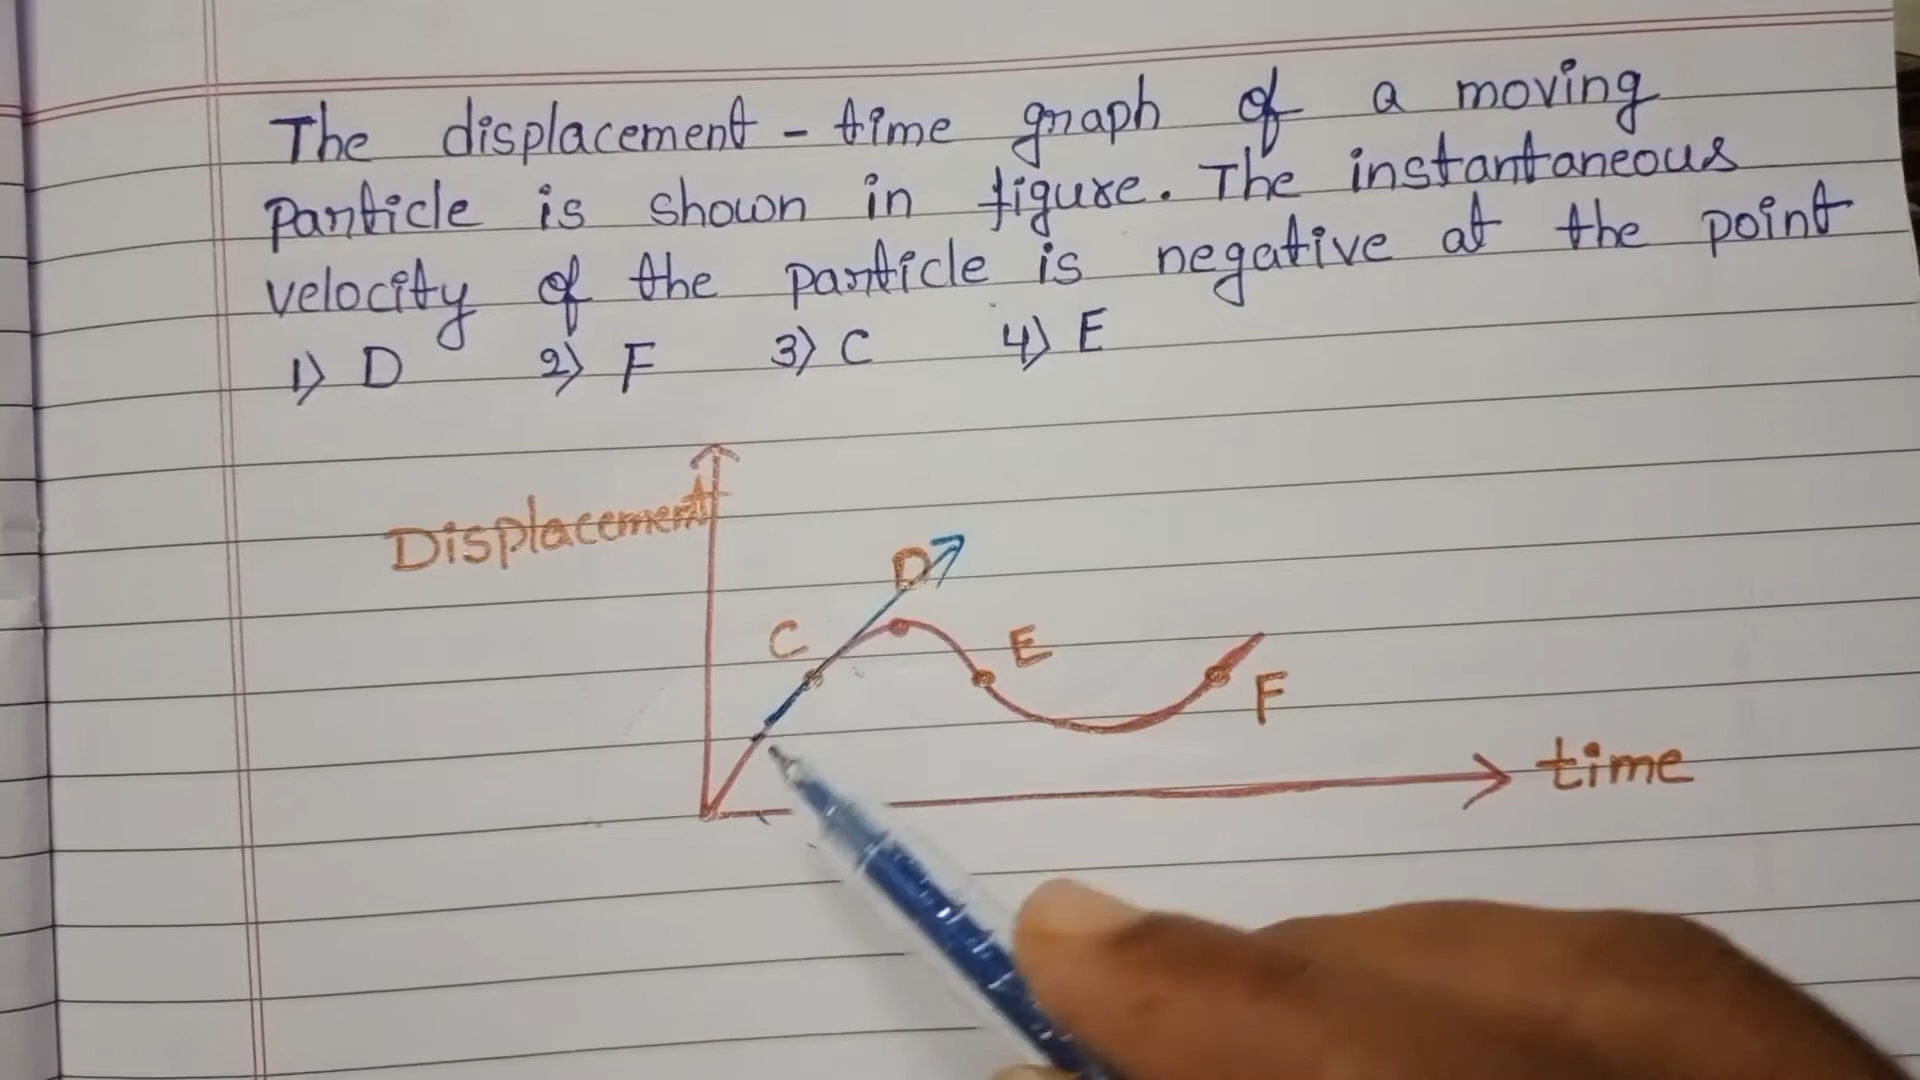 The displacement - time graph of a moving
particle is shown in figure. The instantaneous
velocity of the particle is negative at the point
1) D 2) F 3) C 4) E
Displacement
D
C
E
F
time